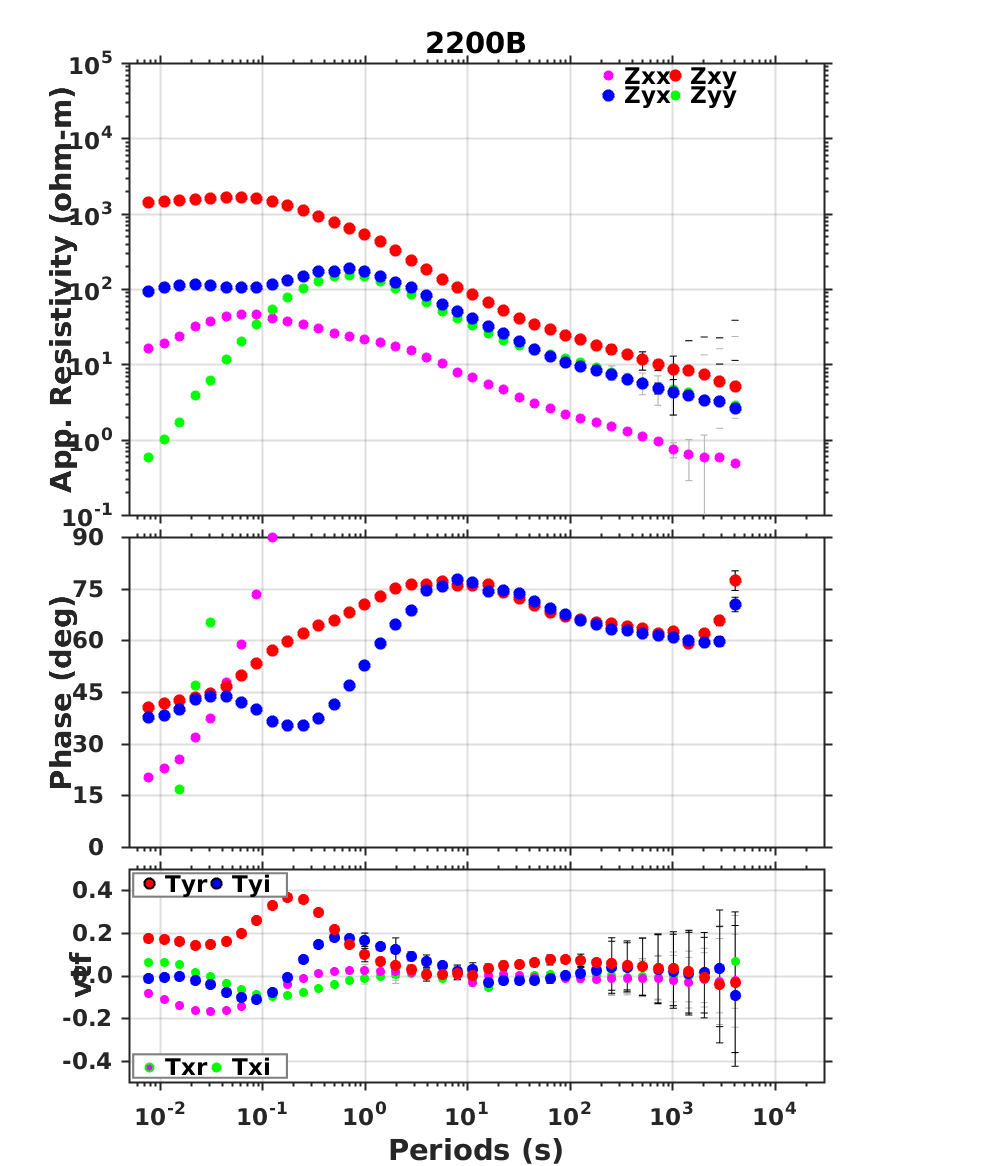 2200B
App. Resistivity (ohm-m)
10^5
10^4
10^3
10^2
10^1
10^0
10^-1
Zxx Zxy
Zyx Zyy
Phase (deg)
90
75
60
45
30
15
0
vtf
0.4
0.2
0.0
-0.2
-0.4
Tyr Tyi
Txr Txi
10^-2 10^-1 10^0 10^1 10^2 10^3 10^4
Periods (s)